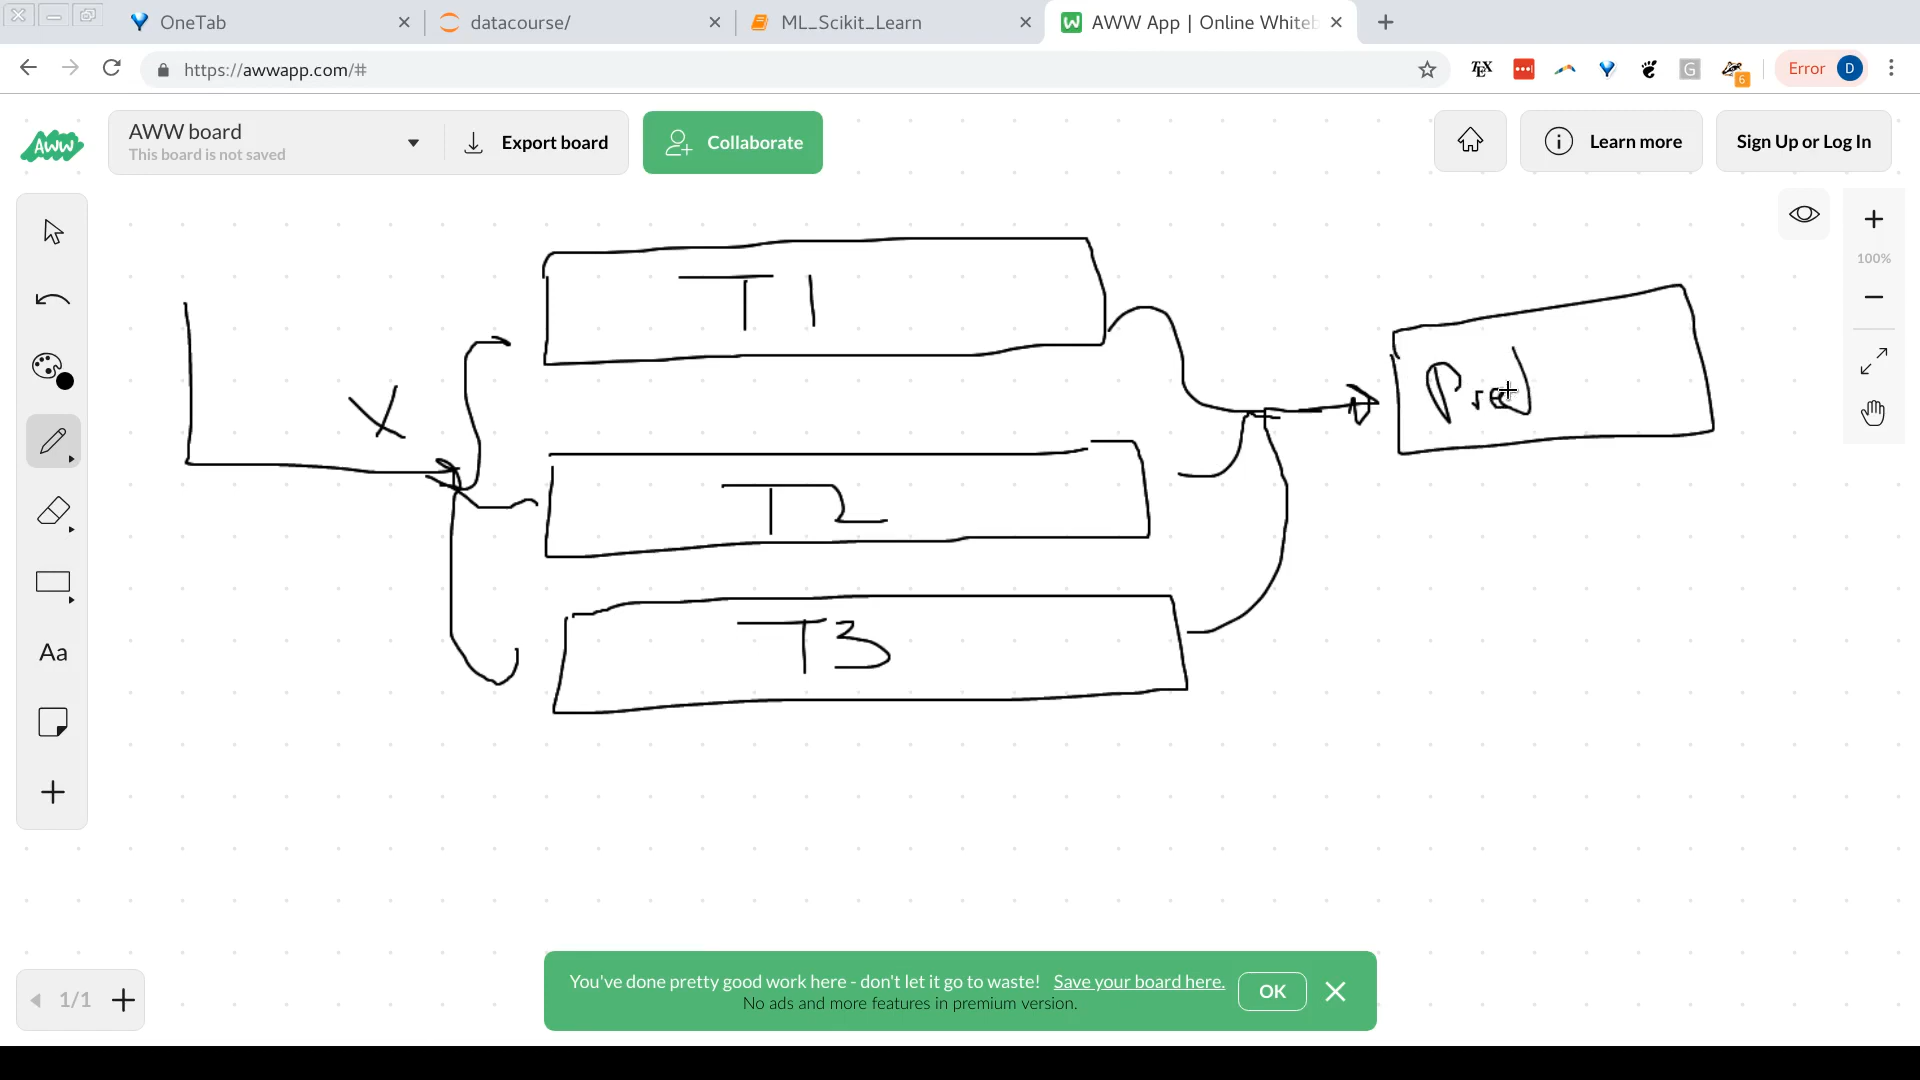 OneTab
datacourse/
ML_Scikit_Learn
AWW App | Online Whiteb
https://awwapp.com/#
TEX
G
6
Error
D
AWW
AWW board
This board is not saved
Export board
Collaborate
Learn more
Sign Up or Log In
100%
T1
X
Pred
T2
T3
Aa
You've done pretty good work here - don't let it go to waste! Save your board here.
No ads and more features in premium version.
OK
1/1